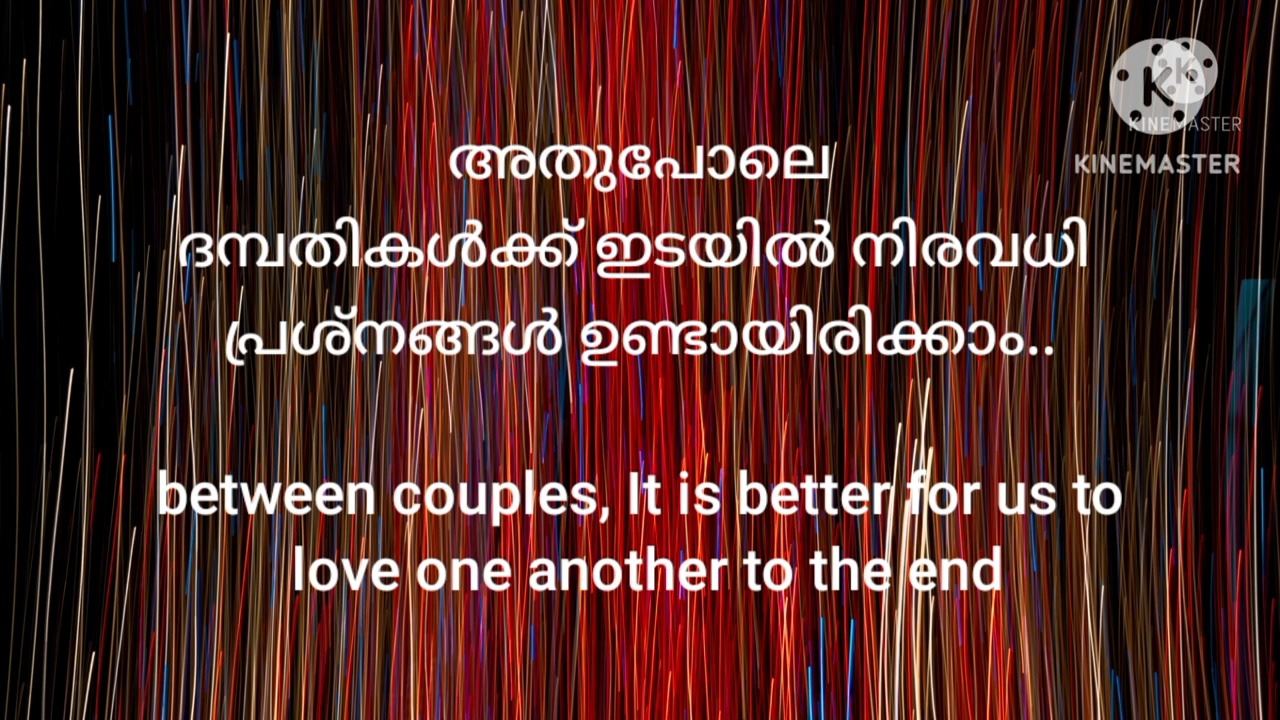 KINEMASTER
KINEMASTER
അതുപോലെ
ദമ്പതികൾക്ക് ഇടയിൽ നിരവധി
പ്രശ്നങ്ങൾ ഉണ്ടായിരിക്കാം..
between couples, It is better for us to
love one another to the end